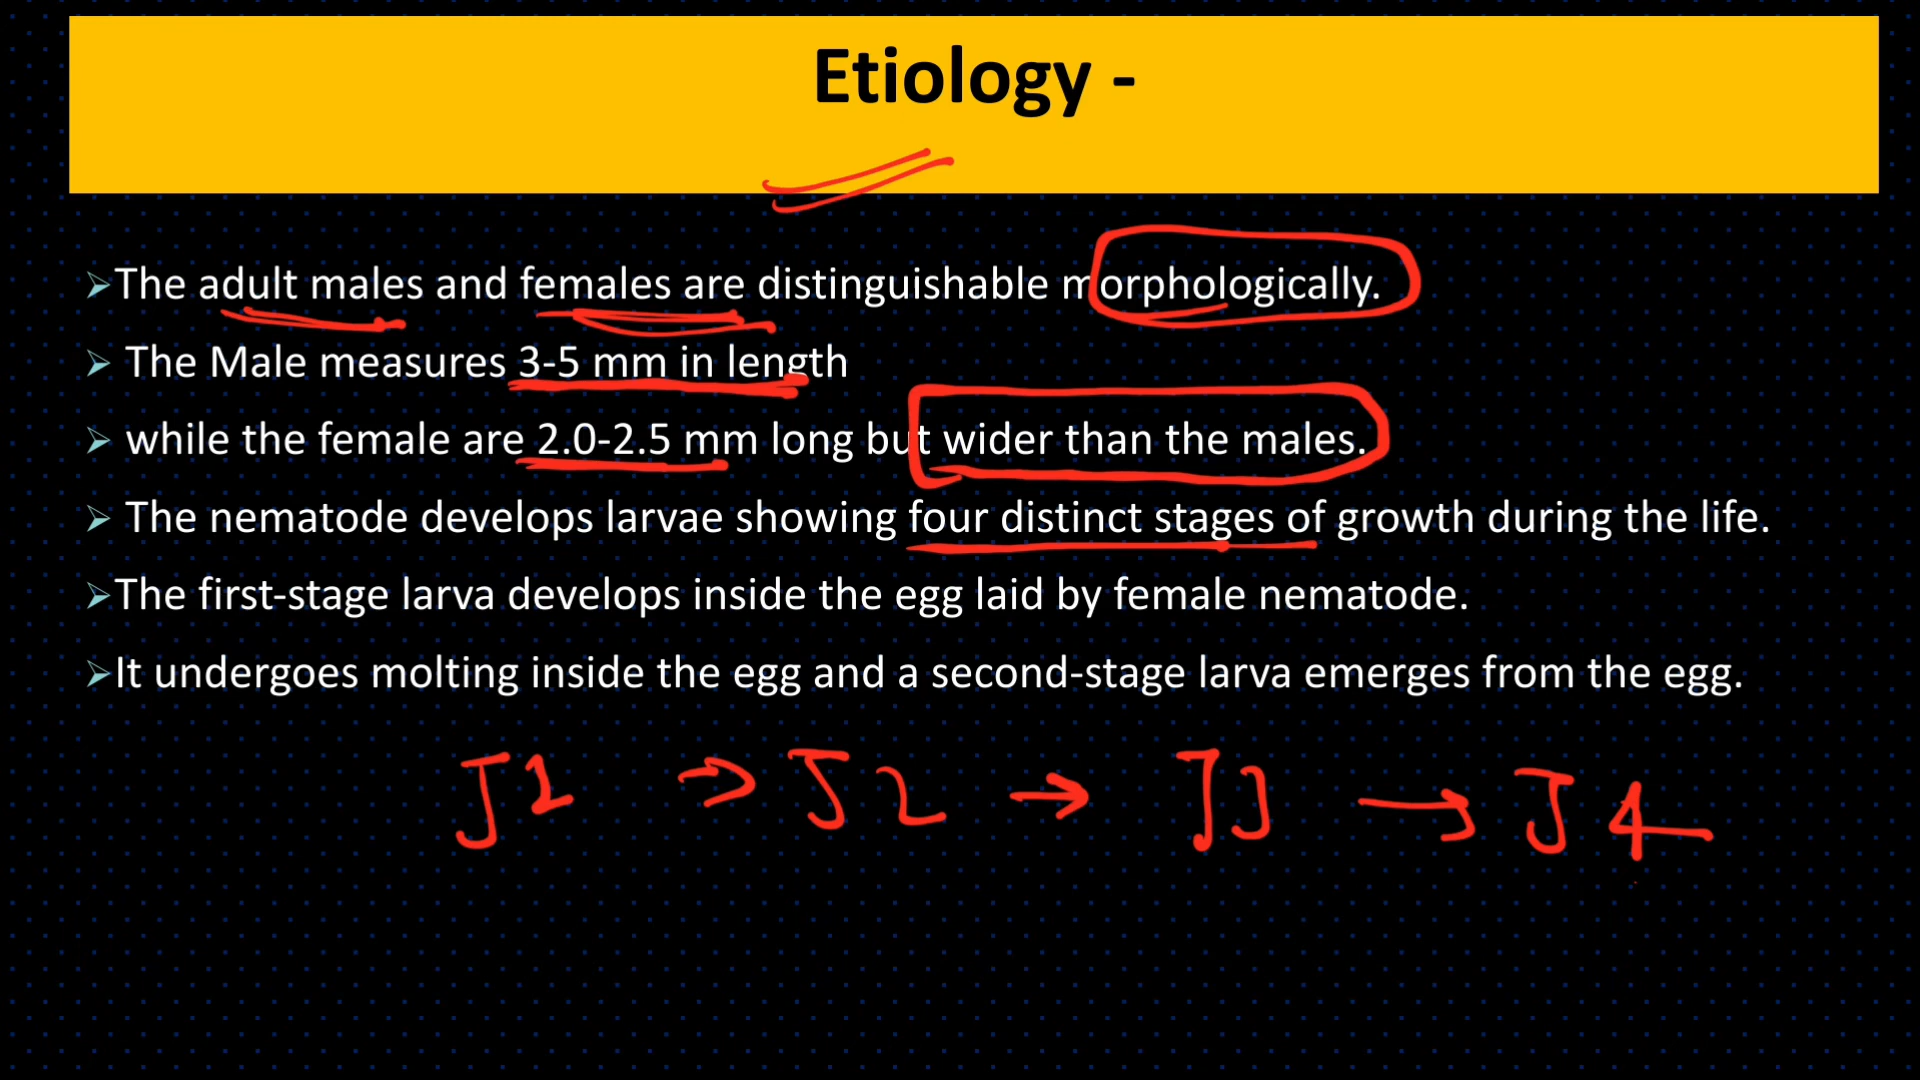 Etiology -
➢The adult males and females are distinguishable morphologically.
➢ The Male measures 3-5 mm in length
➢ while the female are 2.0-2.5 mm long but wider than the males.
➢ The nematode develops larvae showing four distinct stages of growth during the life.
➢The first-stage larva develops inside the egg laid by female nematode.
➢It undergoes molting inside the egg and a second-stage larva emerges from the egg.
J1 → J2 → J3 → J4